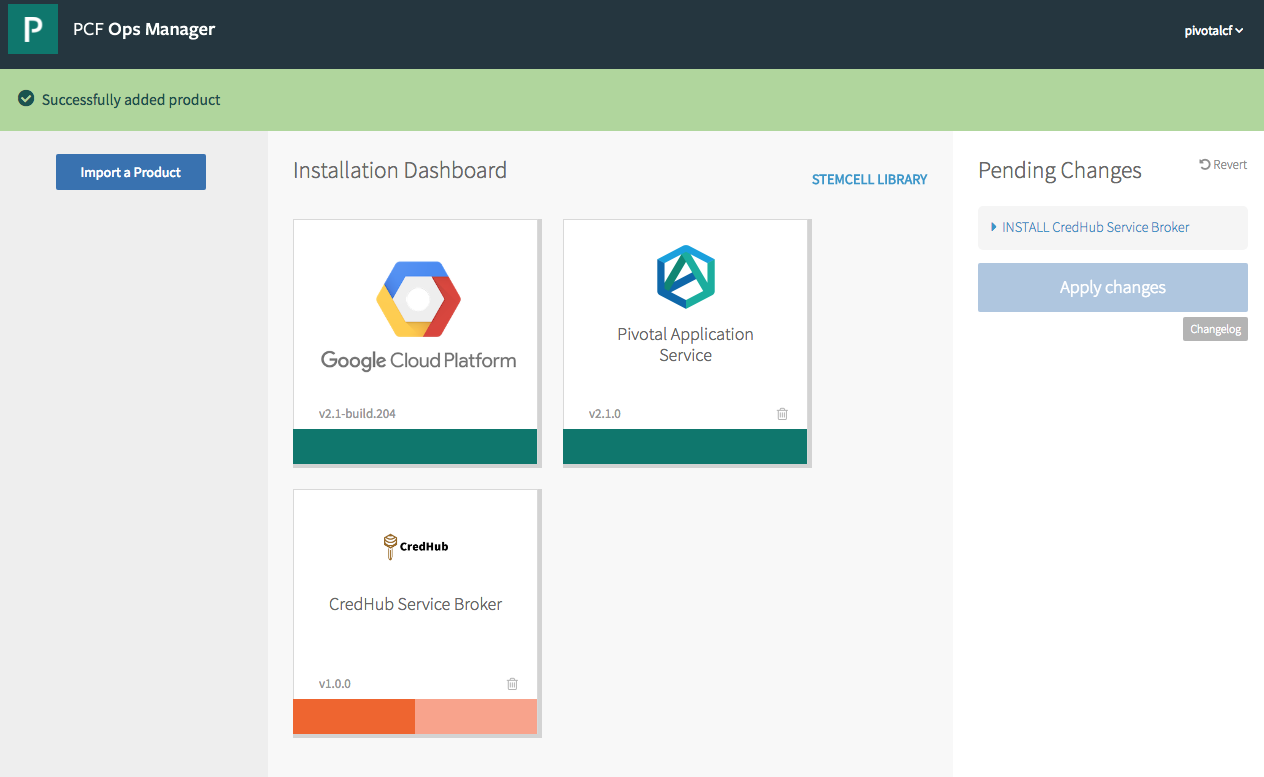 P
PCF Ops Manager
pivotalcf
Successfully added product
Import a Product
Installation Dashboard
STEMCELL LIBRARY
Google Cloud Platform
v2.1-build.204
Pivotal Application
Service
v2.1.0
CredHub
CredHub Service Broker
v1.0.0
Pending Changes
Revert
INSTALL CredHub Service Broker
Apply changes
Changelog